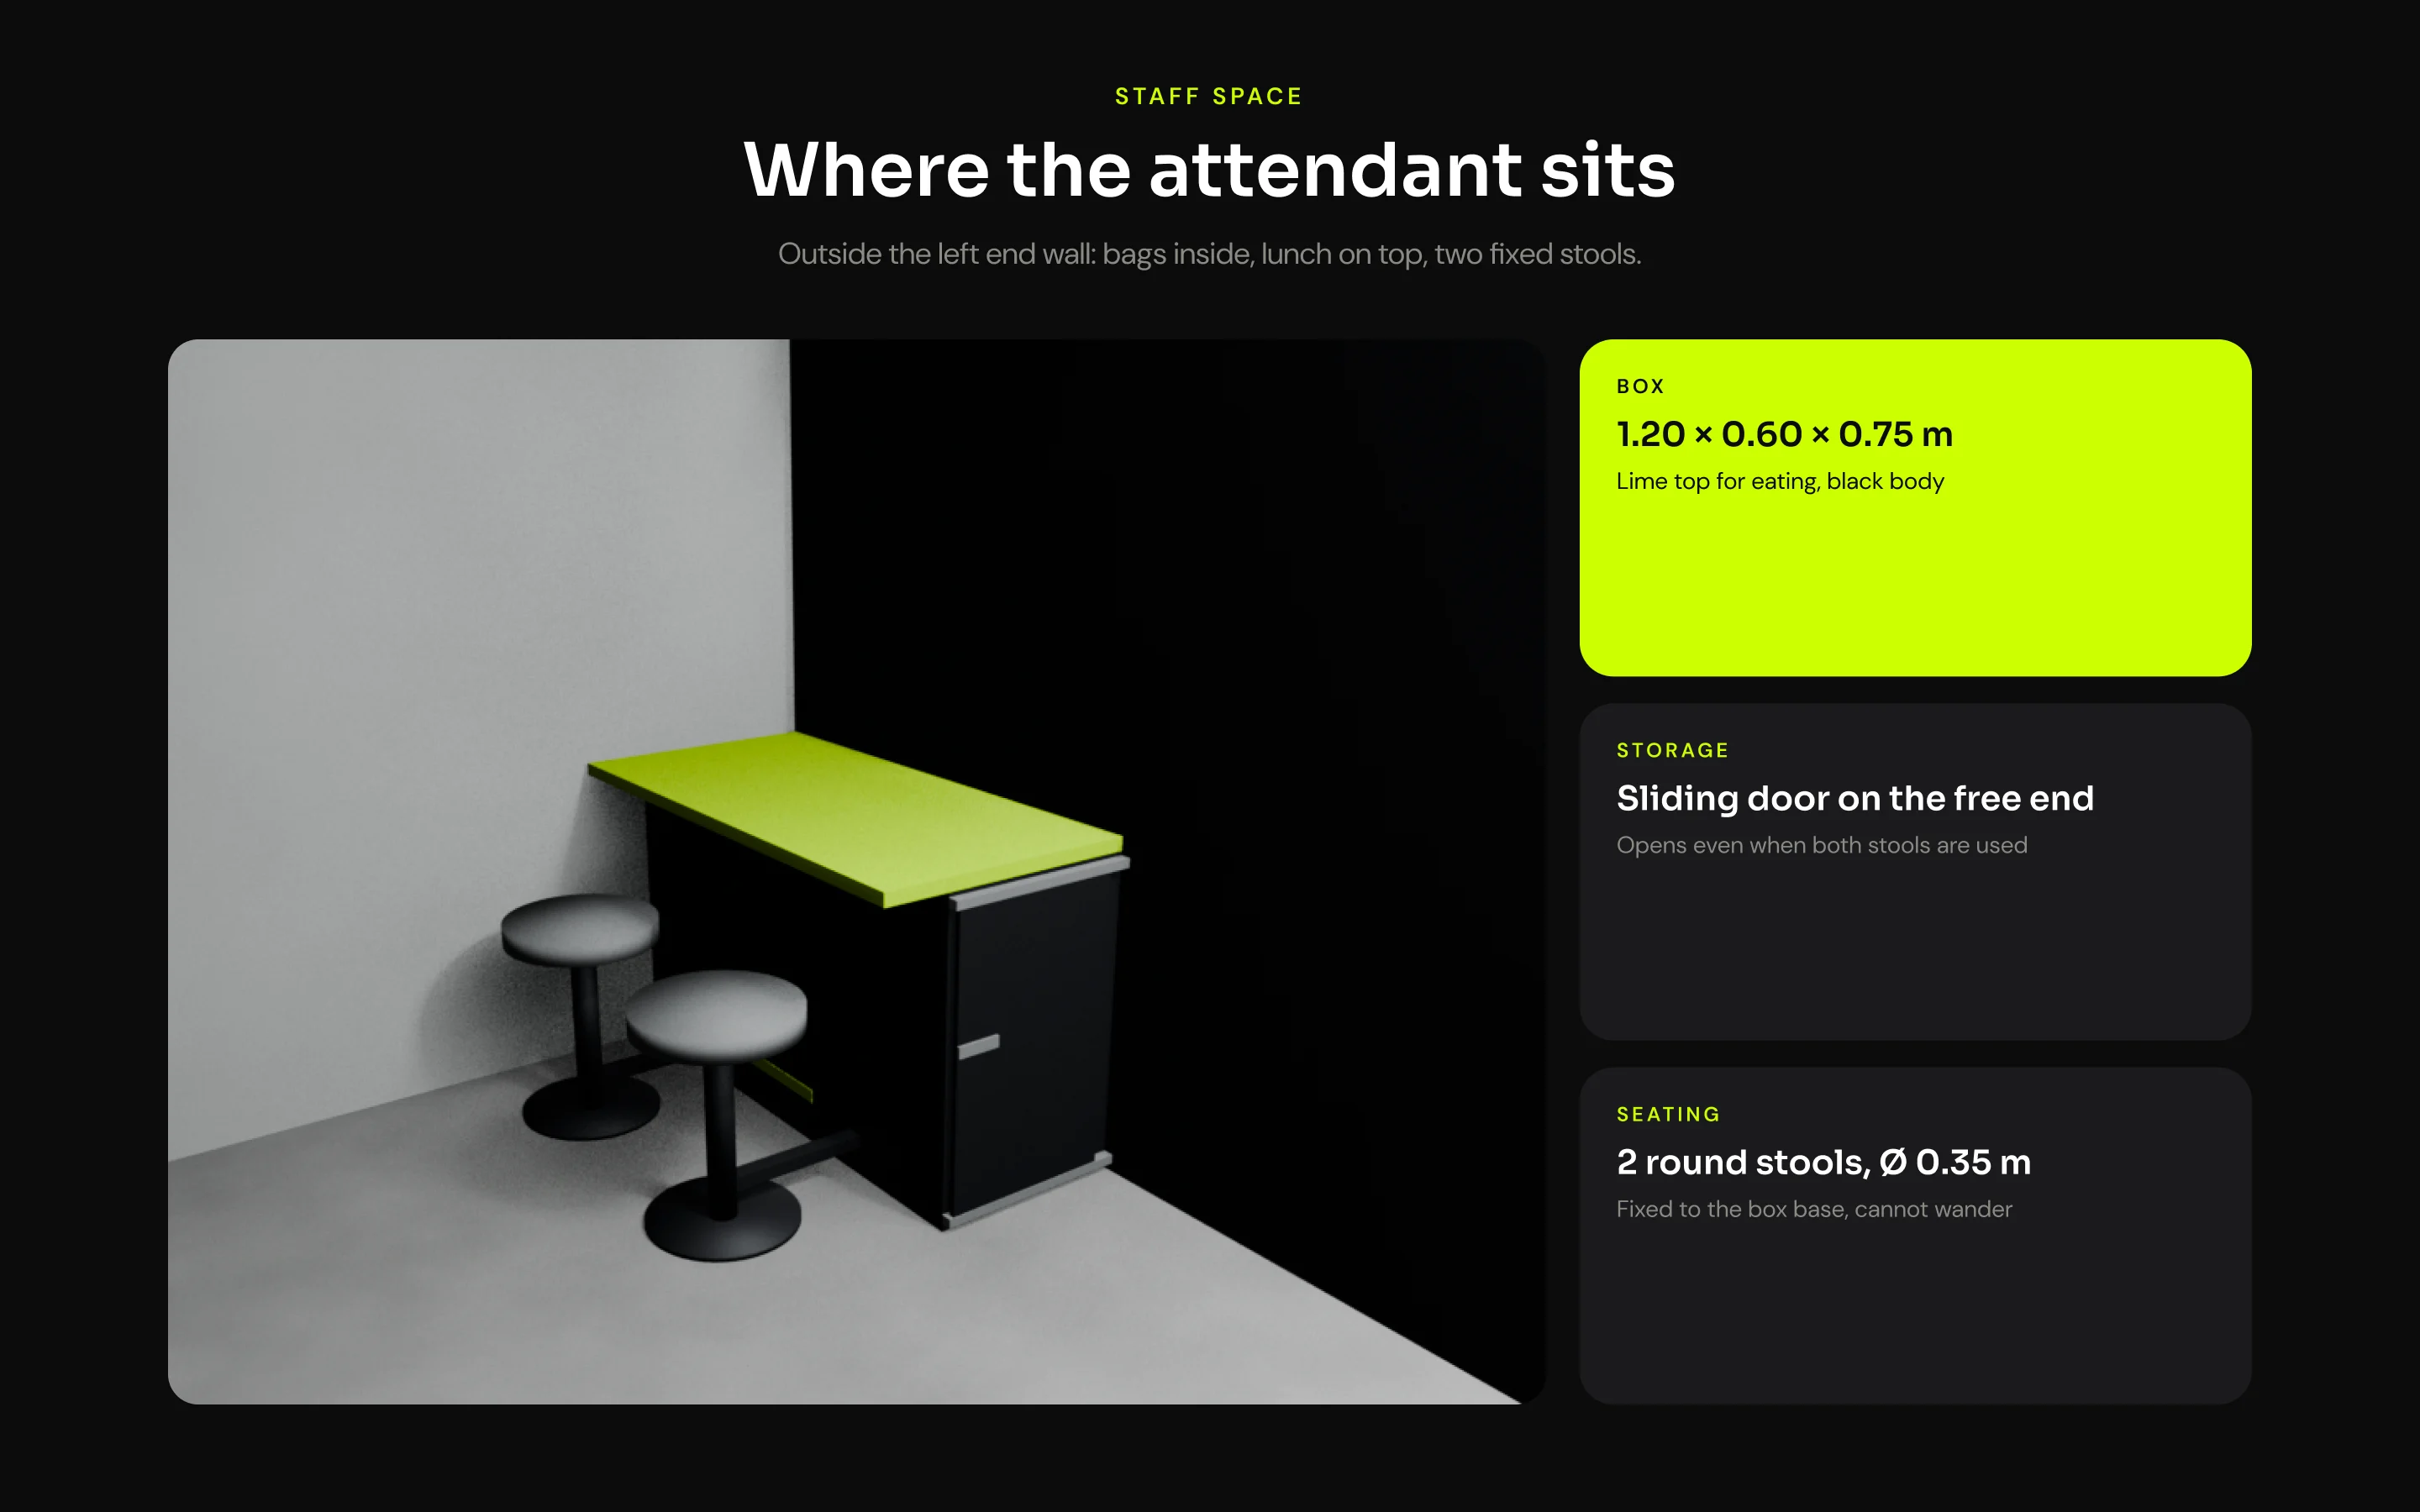 STAFF SPACE
Where the attendant sits
Outside the left end wall: bags inside, lunch on top, two fixed stools.
BOX
1.20 × 0.60 × 0.75 m
Lime top for eating, black body
STORAGE
Sliding door on the free end
Opens even when both stools are used
SEATING
2 round stools, Ø 0.35 m
Fixed to the box base, cannot wander